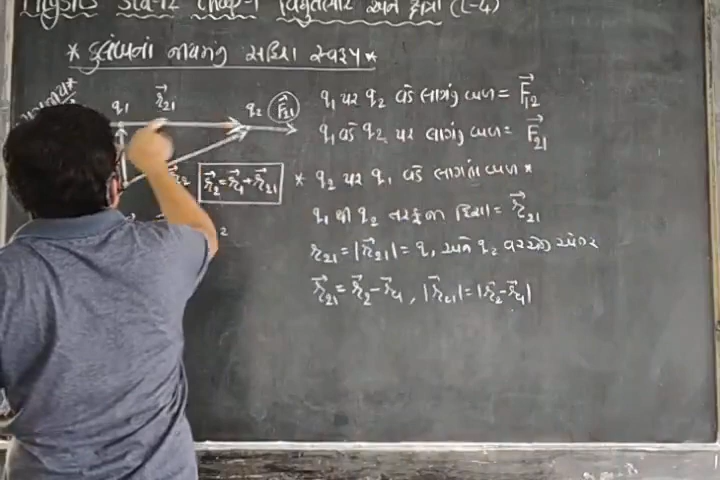 Physics Std-12 Chap-1 વિદ્યુતભાર અને ક્ષેત્રો (L-4)
* કુલંબના નિયમનું સદિશ સ્વરૂપ *
q₁ r⃗₂₁ q₂ F⃗₂₁
r⃗₂ = r⃗₁ + r⃗₂₁
q₁ પર q₂ વડે લાગતું બળ = F⃗₁₂
q₁ વડે q₂ પર લાગતું બળ = F⃗₂₁
* q₂ પર q₁ વડે લાગતા બળ *
q₁ થી q₂ તરફની દિશા = r⃗₂₁
r₂₁ = |r⃗₂₁| = q₁ અને q₂ વચ્ચેનું અંતર
r⃗₂₁ = r⃗₂ - r⃗₁, |r⃗₂₁| = |r⃗₂ - r⃗₁|